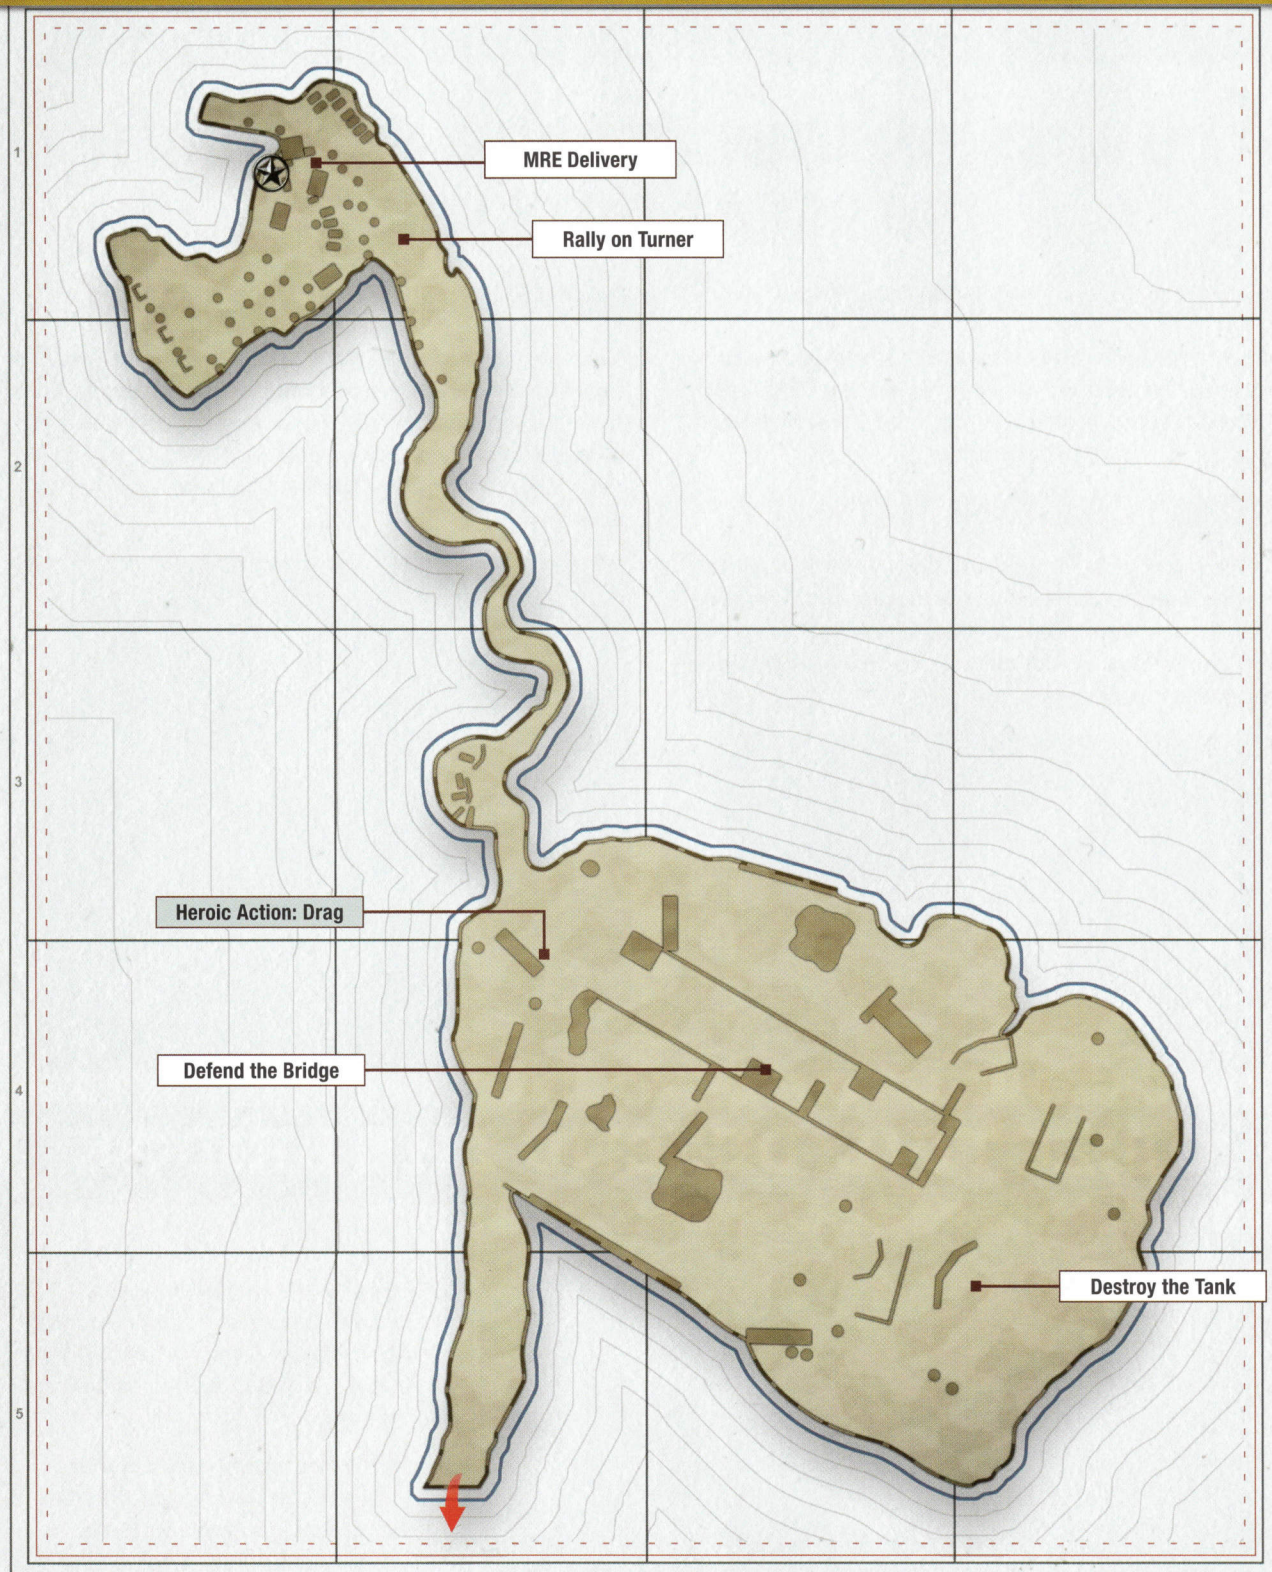 1
MRE Delivery
Rally on Turner
2
3
Heroic Action: Drag
Defend the Bridge
4
Destroy the Tank
5